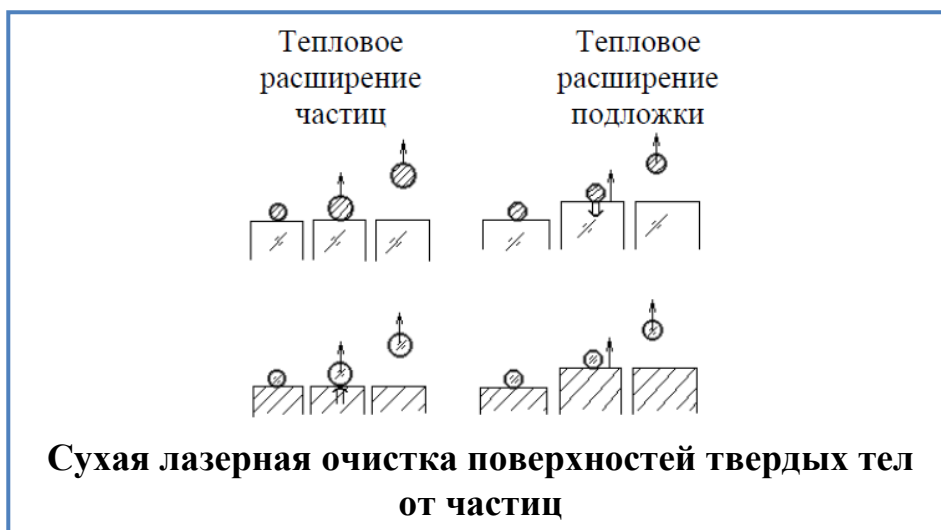 Тепловое
расширение
частиц
Тепловое
расширение
подложки
Сухая лазерная очистка поверхностей твердых тел
от частиц